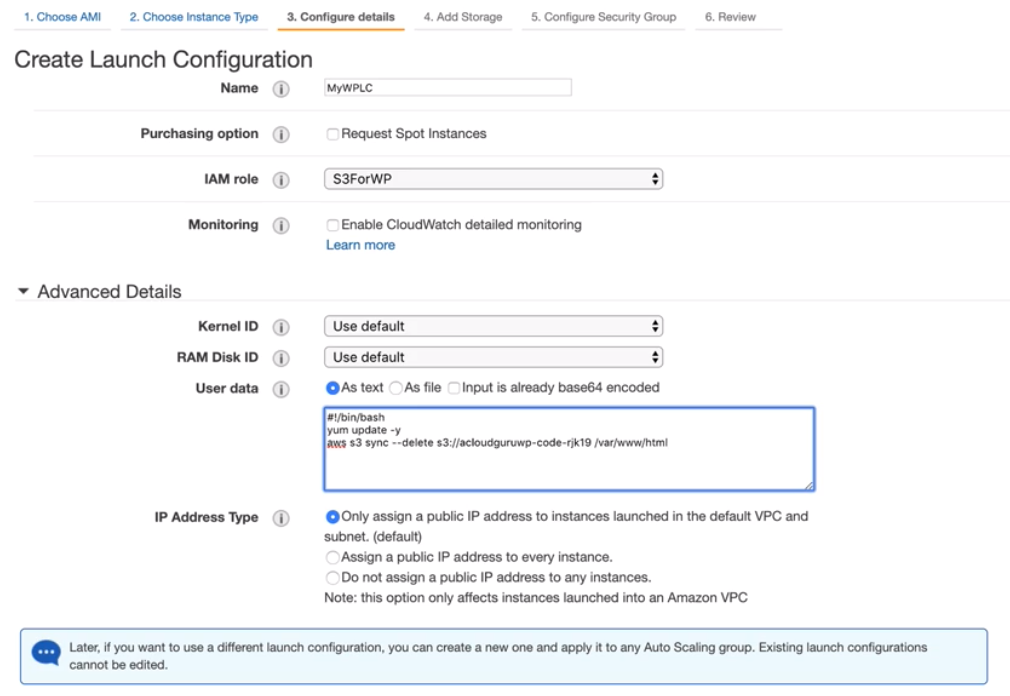 1. Choose AMI 2. Choose Instance Type 3. Configure details 4. Add Storage 5. Configure Security Group 6. Review
Create Launch Configuration
Name i MyWPLC
Purchasing option i Request Spot Instances
IAM role i S3ForWP
Monitoring i Enable CloudWatch detailed monitoring
Learn more
Advanced Details
Kernel ID i Use default
RAM Disk ID i Use default
User data i As text As file Input is already base64 encoded
#!/bin/bash
yum update -y
aws s3 sync --delete s3://acloudguruwp-code-rjk19 /var/www/html
IP Address Type i Only assign a public IP address to instances launched in the default VPC and
subnet. (default)
Assign a public IP address to every instance.
Do not assign a public IP address to any instances.
Note: this option only affects instances launched into an Amazon VPC
Later, if you want to use a different launch configuration, you can create a new one and apply it to any Auto Scaling group. Existing launch configurations
cannot be edited.